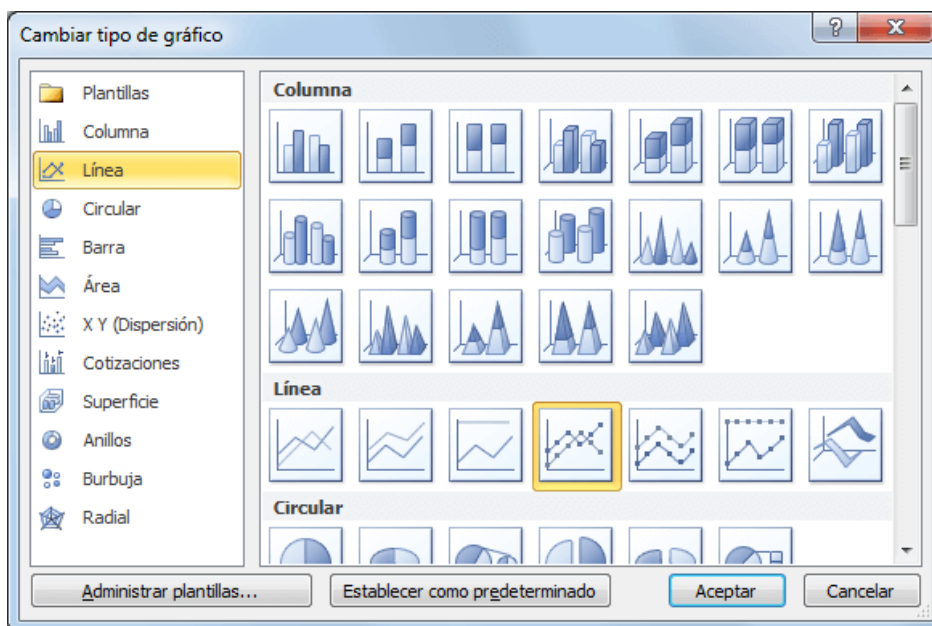 Cambiar tipo de gráfico
Plantillas
Columna
Línea
Circular
Barra
Área
X Y (Dispersión)
Cotizaciones
Superficie
Anillos
Burbuja
Radial
Columna
Línea
Circular
Administrar plantillas...
Establecer como predeterminado
Aceptar
Cancelar